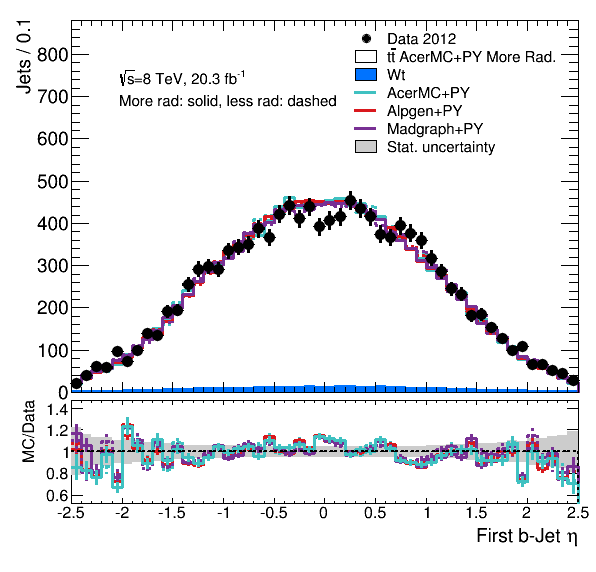 Jets / 0.1
800
700
600
500
400
300
200
100
0
√s=8 TeV, 20.3 fb⁻¹
More rad: solid, less rad: dashed
Data 2012
tt̄ AcerMC+PY More Rad.
Wt
AcerMC+PY
Alpgen+PY
Madgraph+PY
Stat. uncertainty
MC/Data
1.4
1.2
1
0.8
0.6
-2.5 -2 -1.5 -1 -0.5 0 0.5 1 1.5 2 2.5
First b-Jet η